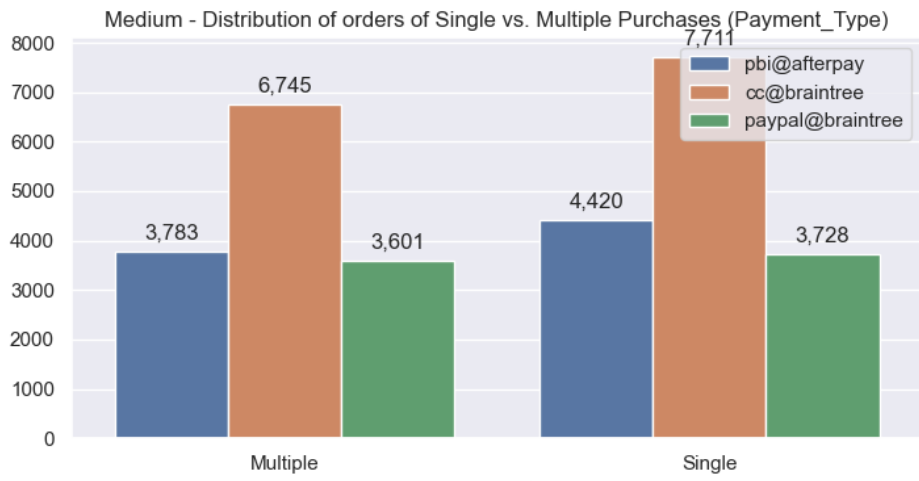 Medium - Distribution of orders of Single vs. Multiple Purchases (Payment_Type)
8000
7000
6000
5000
4000
3000
2000
1000
0
3,783
6,745
3,601
4,420
7,711
3,728
pbi@afterpay
cc@braintree
paypal@braintree
Multiple
Single